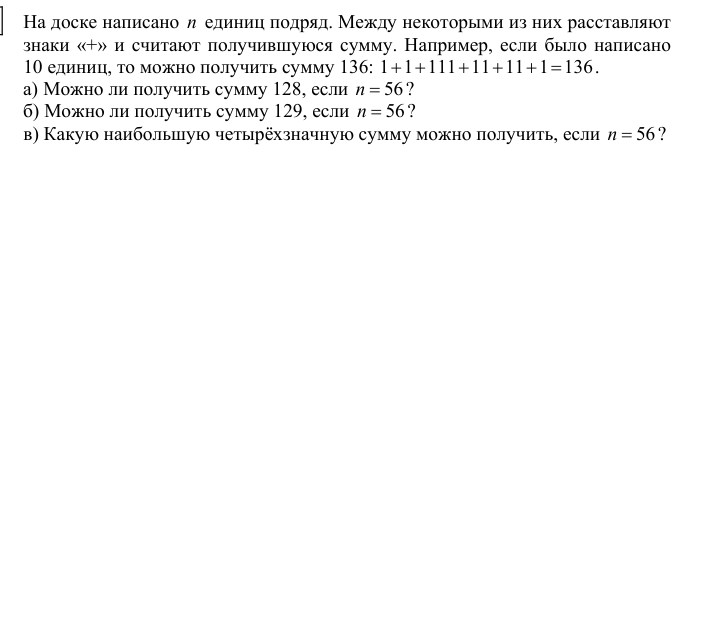 На доске написано n единиц подряд. Между некоторыми из них расставляют
знаки «+» и считают получившуюся сумму. Например, если было написано
10 единиц, то можно получить сумму 136: 1+1+111+11+11+1=136.
а) Можно ли получить сумму 128, если n = 56?
б) Можно ли получить сумму 129, если n = 56?
в) Какую наибольшую четырёхзначную сумму можно получить, если n = 56?